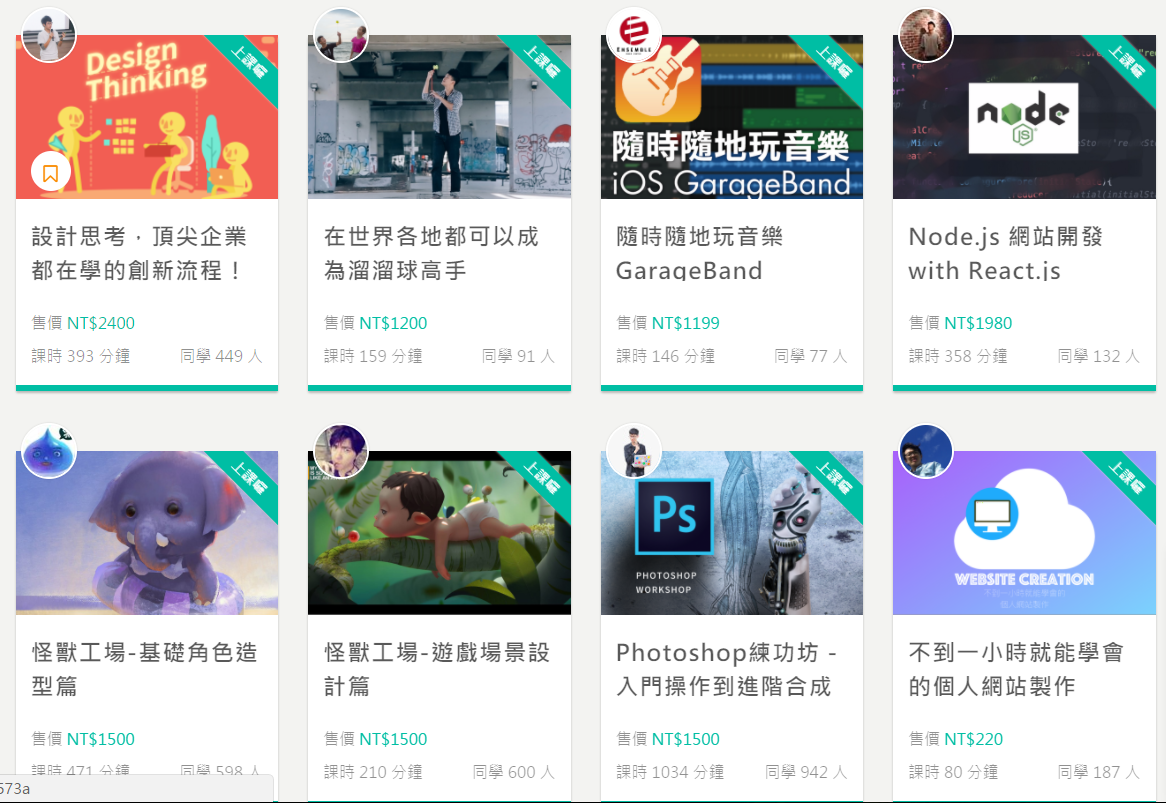 Design
Thinking
上課囉
設計思考，頂尖企業
都在學的創新流程！
售價 NT$2400
課時 393 分鐘 同學 449 人
上課囉
在世界各地都可以成
為溜溜球高手
售價 NT$1200
課時 159 分鐘 同學 91 人
ENSEMBLE
上課囉
隨時隨地玩音樂
iOS GarageBand
隨時隨地玩音樂
GarageBand
售價 NT$1199
課時 146 分鐘 同學 77 人
上課囉
node
JS
Node.js 網站開發
with React.js
售價 NT$1980
課時 358 分鐘 同學 132 人
上課囉
怪獸工場-基礎角色造
型篇
售價 NT$1500
課時 471 分鐘 同學 598 人
上課囉
怪獸工場-遊戲場景設
計篇
售價 NT$1500
課時 210 分鐘 同學 600 人
上課囉
Ps
PHOTOSHOP
WORKSHOP
Photoshop練功坊 -
入門操作到進階合成
售價 NT$1500
課時 1034 分鐘 同學 942 人
上課囉
WEBSITE CREATION
不到一小時就能學會的
個人網站製作
不到一小時就能學會
的個人網站製作
售價 NT$220
課時 80 分鐘 同學 187 人
573a